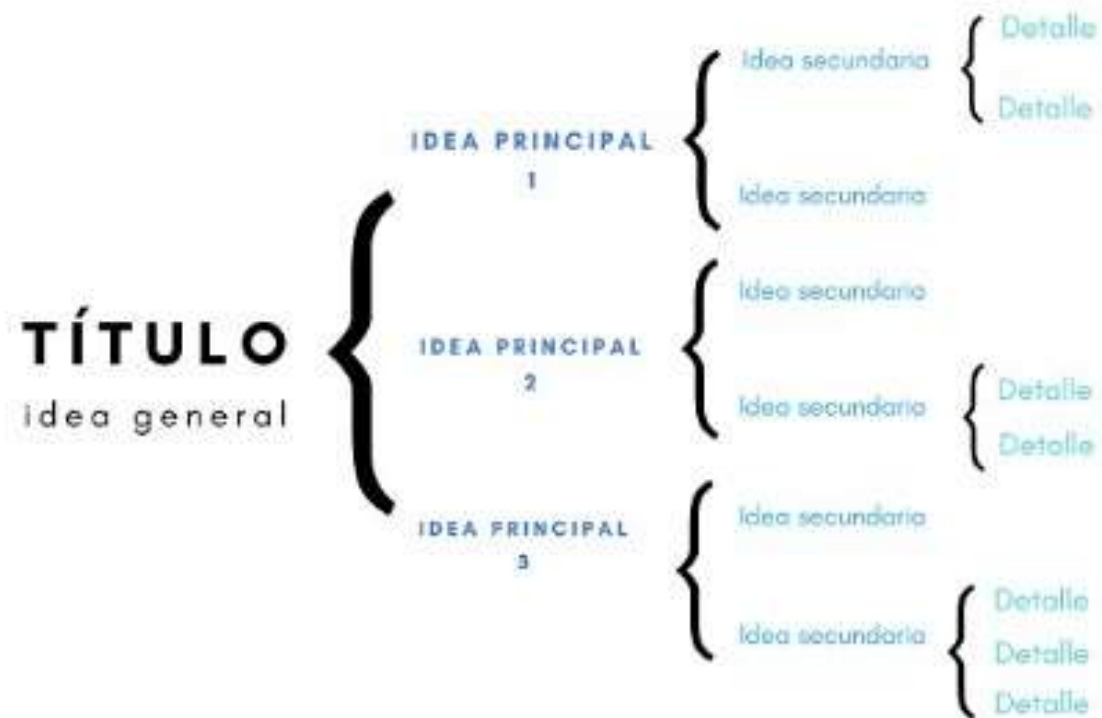 TÍTULO
idea general
IDEA PRINCIPAL
1
Idea secundaria
Detalle
Detalle
Idea secundaria
IDEA PRINCIPAL
2
Idea secundaria
Idea secundaria
Detalle
Detalle
IDEA PRINCIPAL
3
Idea secundaria
Idea secundaria
Detalle
Detalle
Detalle